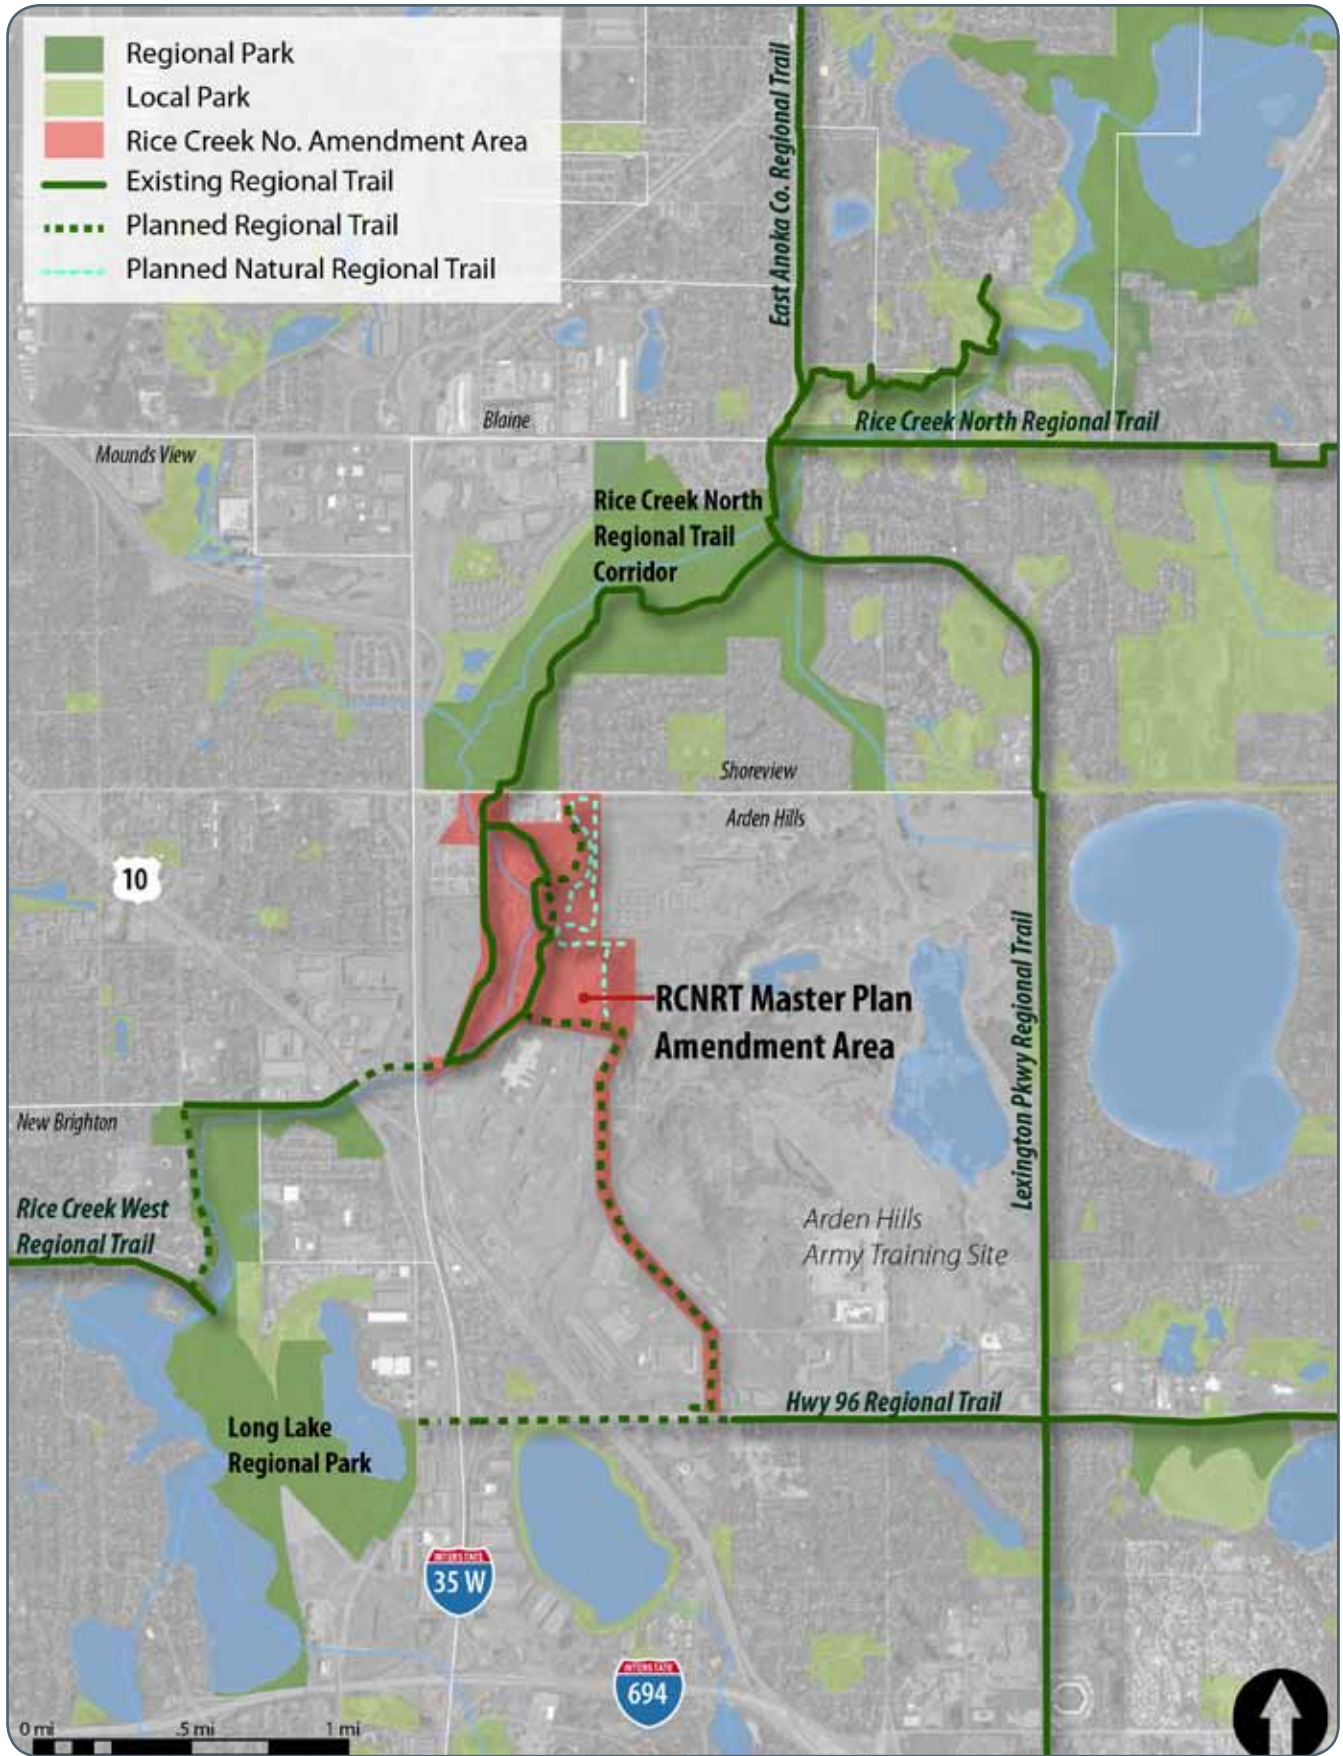 Regional Park
Local Park
Rice Creek No. Amendment Area
Existing Regional Trail
Planned Regional Trail
Planned Natural Regional Trail
East Anoka Co. Regional Trail
Blaine
Rice Creek North Regional Trail
Mounds View
Rice Creek North
Regional Trail
Corridor
Shoreview
Arden Hills
10
RCNRT Master Plan
Amendment Area
Lexington Pkwy Regional Trail
New Brighton
Rice Creek West
Regional Trail
Arden Hills
Army Training Site
Hwy 96 Regional Trail
Long Lake
Regional Park
INTERSTATE
35 W
INTERSTATE
694
0 mi .5 mi 1 mi